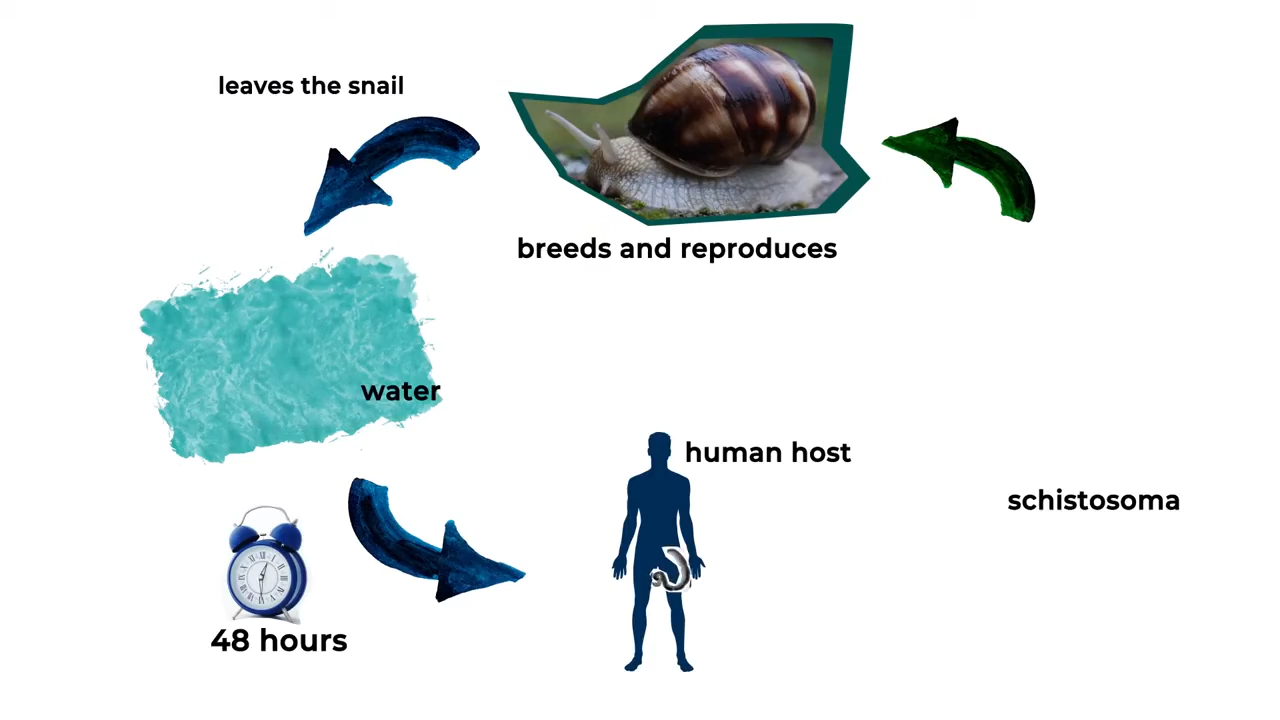 leaves the snail
breeds and reproduces
water
human host
schistosoma
48 hours